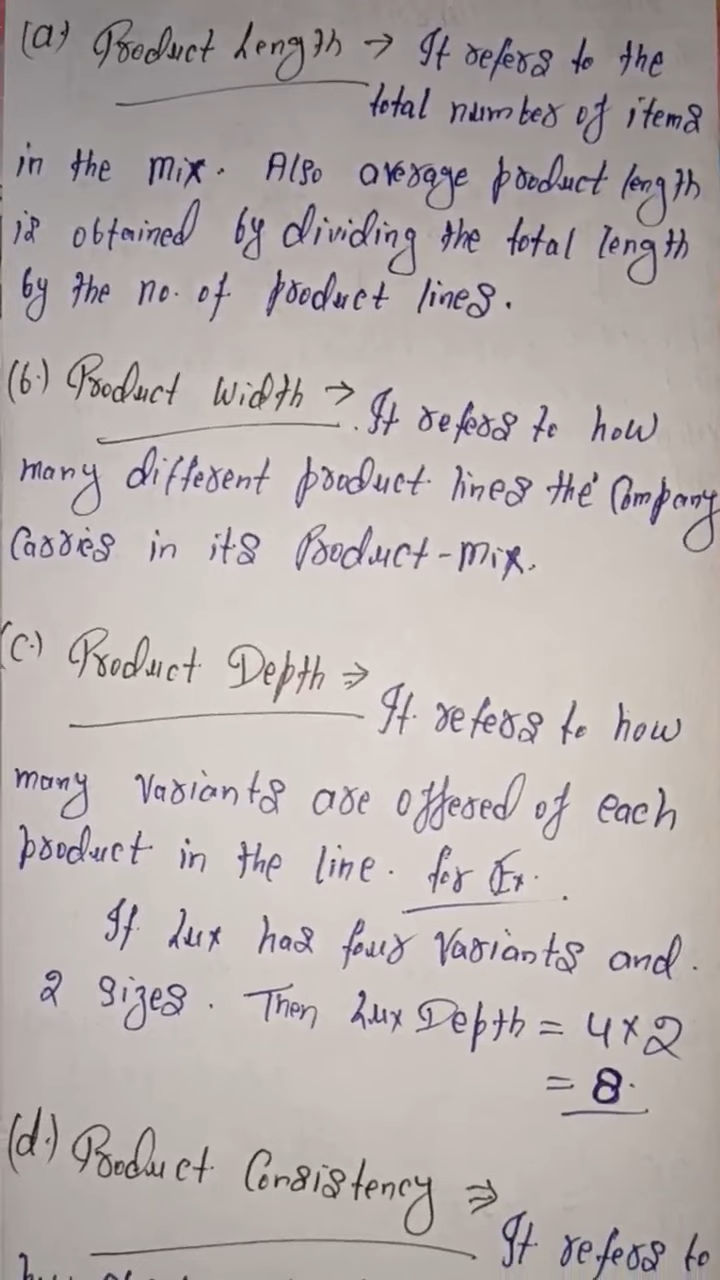 (a) Product Length → It refers to the
total number of items
in the mix. Also average product length
is obtained by dividing the total length
by the no. of product lines.
(b.) Product Width → It refers to how
many different product lines the Company
Carries in its Product-mix.
(c.) Product Depth ⇒ It refers to how
many Variants are offered of each
product in the line. for Ex.
If Lux has four Variants and
2 sizes. Then Lux Depth = 4×2
= 8.
(d.) Product Consistency ⇒ It refers to